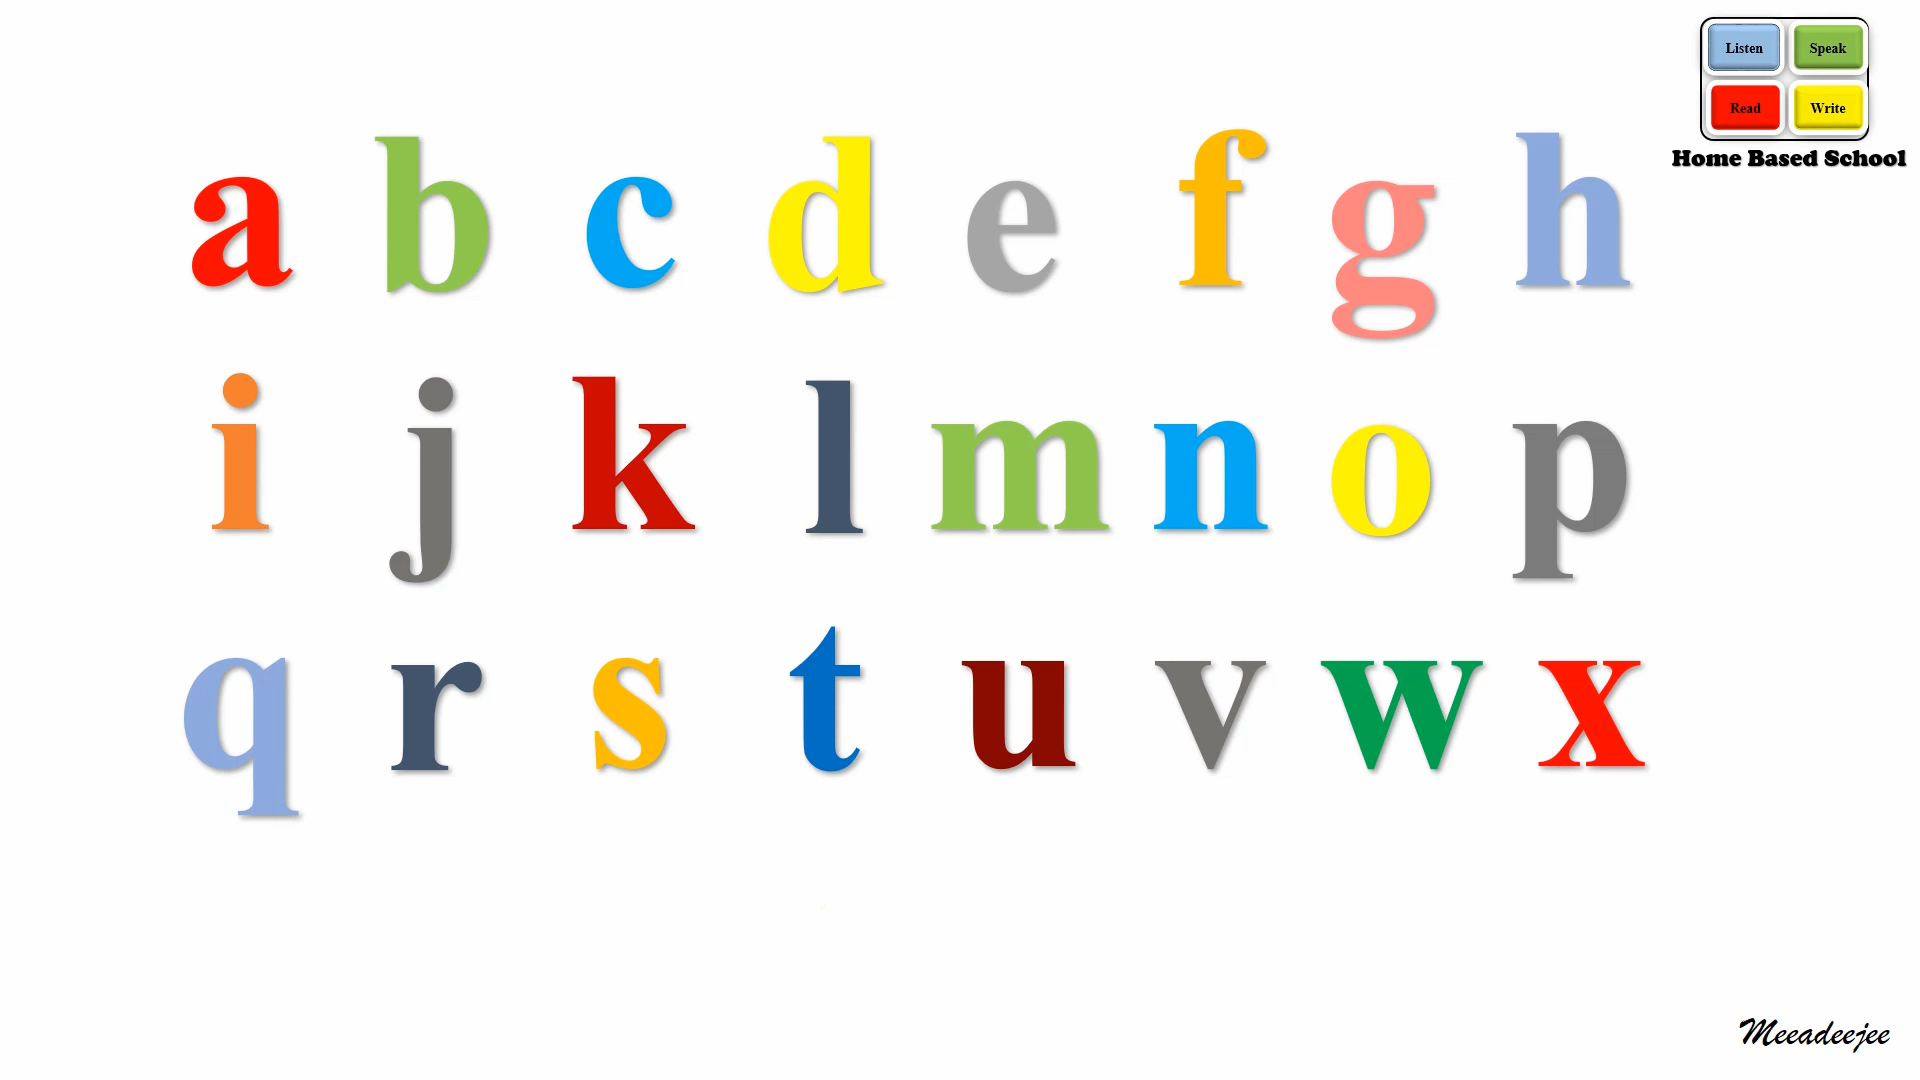 Listen Speak
Read Write
Home Based School
a b c d e f g h
i j k l m n o p
q r s t u v w x
Meeadeejee